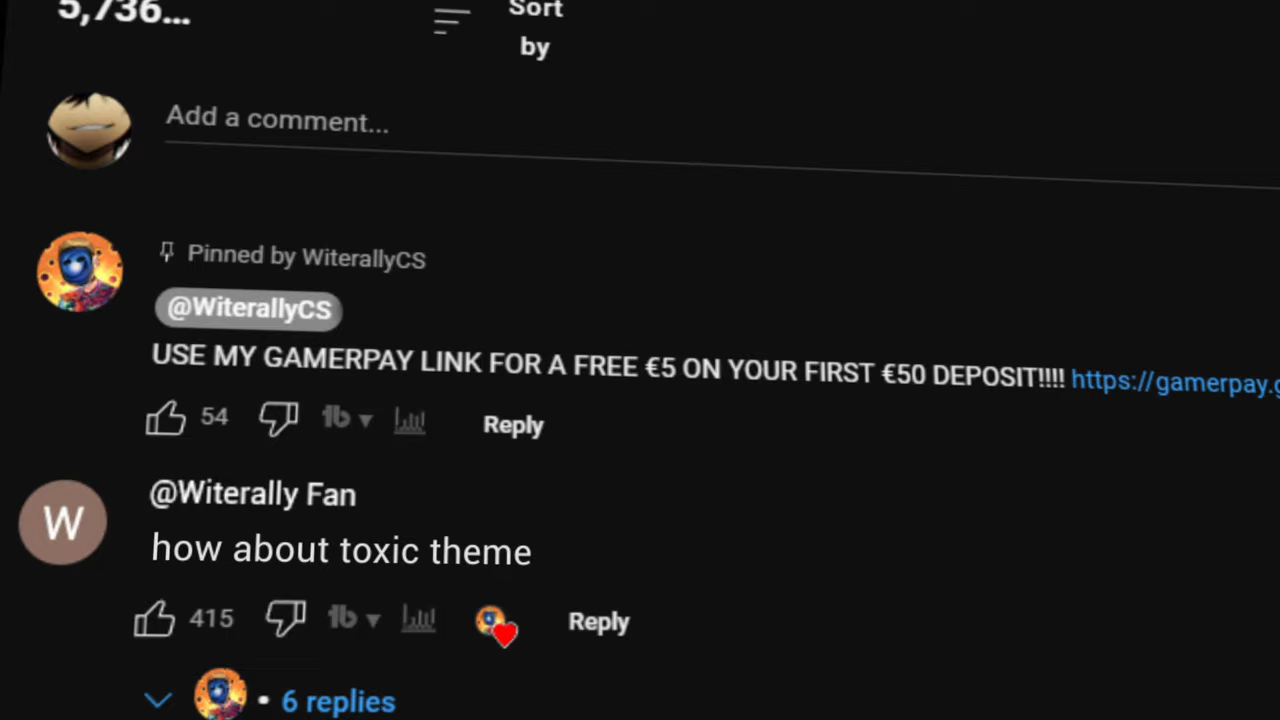 5,736...
Sort
by
Add a comment...
Pinned by WiterallyCS
@WiterallyCS
USE MY GAMERPAY LINK FOR A FREE €5 ON YOUR FIRST €50 DEPOSIT!!!! https://gamerpay.g
54
Reply
W
@Witerally Fan
how about toxic theme
415
Reply
• 6 replies